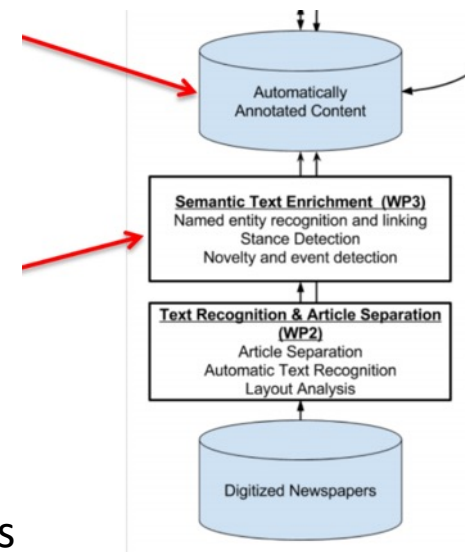 Automatically
Annotated Content
Semantic Text Enrichment (WP3)
Named entity recognition and linking
Stance Detection
Novelty and event detection
Text Recognition & Article Separation
(WP2)
Article Separation
Automatic Text Recognition
Layout Analysis
Digitized Newspapers
s